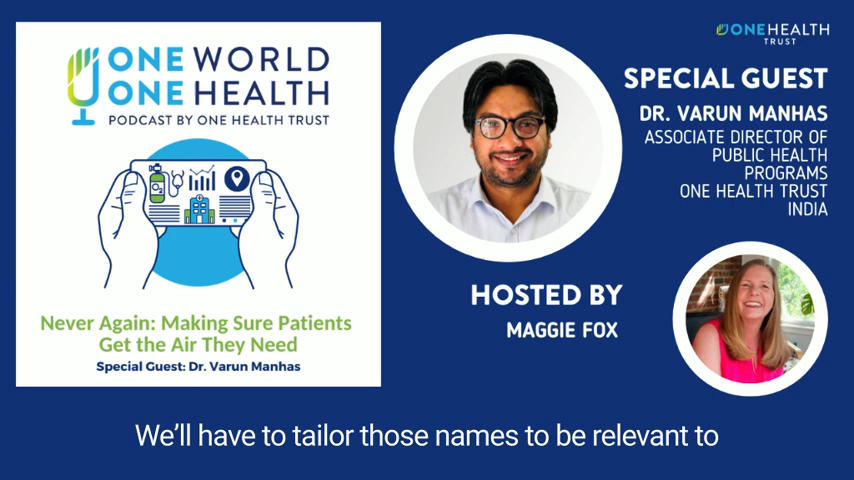 ONE WORLD
ONE HEALTH
PODCAST BY ONE HEALTH TRUST
Never Again: Making Sure Patients
Get the Air They Need
Special Guest: Dr. Varun Manhas
ONEHEALTH
TRUST
SPECIAL GUEST
DR. VARUN MANHAS
ASSOCIATE DIRECTOR OF
PUBLIC HEALTH
PROGRAMS
ONE HEALTH TRUST
INDIA
HOSTED BY
MAGGIE FOX
We'll have to tailor those names to be relevant to